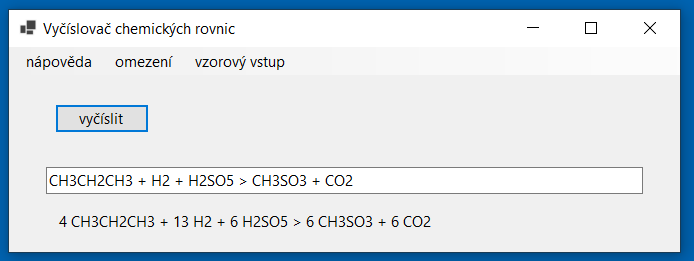 Vyčíslovač chemických rovnic
nápověda omezení vzorový vstup
vyčíslit
CH3CH2CH3 + H2 + H2SO5 > CH3SO3 + CO2
4 CH3CH2CH3 + 13 H2 + 6 H2SO5 > 6 CH3SO3 + 6 CO2